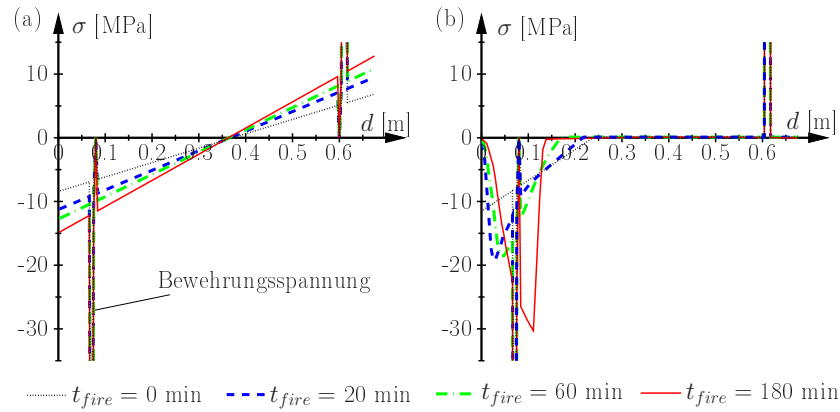 (a)
σ [MPa]
10
0
-10
-20
-30
0
0.1
0.2
0.3
0.4
0.5
0.6
d [m]
Bewehrungsspannung
(b)
σ [MPa]
10
0
-10
-20
-30
0
0.1
0.2
0.3
0.4
0.5
0.6
d [m]
t_fire = 0 min
t_fire = 20 min
t_fire = 60 min
t_fire = 180 min